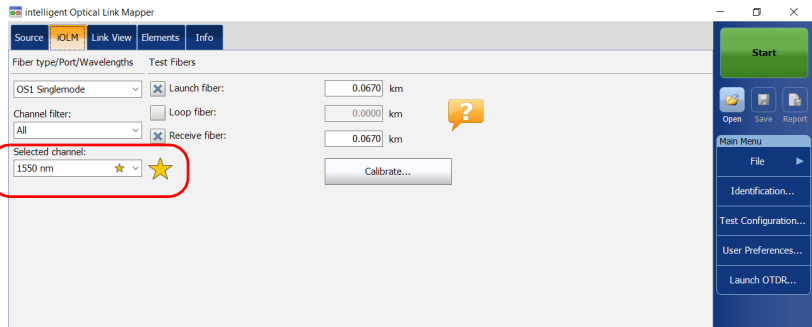 intelligent Optical Link Mapper
Source iOLM Link View Elements Info
Fiber type/Port/Wavelengths Test Fibers
OS1 Singlemode
Launch fiber: 0.0670 km
Channel filter:
Loop fiber: 0.0000 km
All
Receive fiber: 0.0670 km
Selected channel:
1550 nm
Calibrate...
?
Start
Open Save Report
Main Menu
File
Identification...
Test Configuration...
User Preferences...
Launch OTDR...